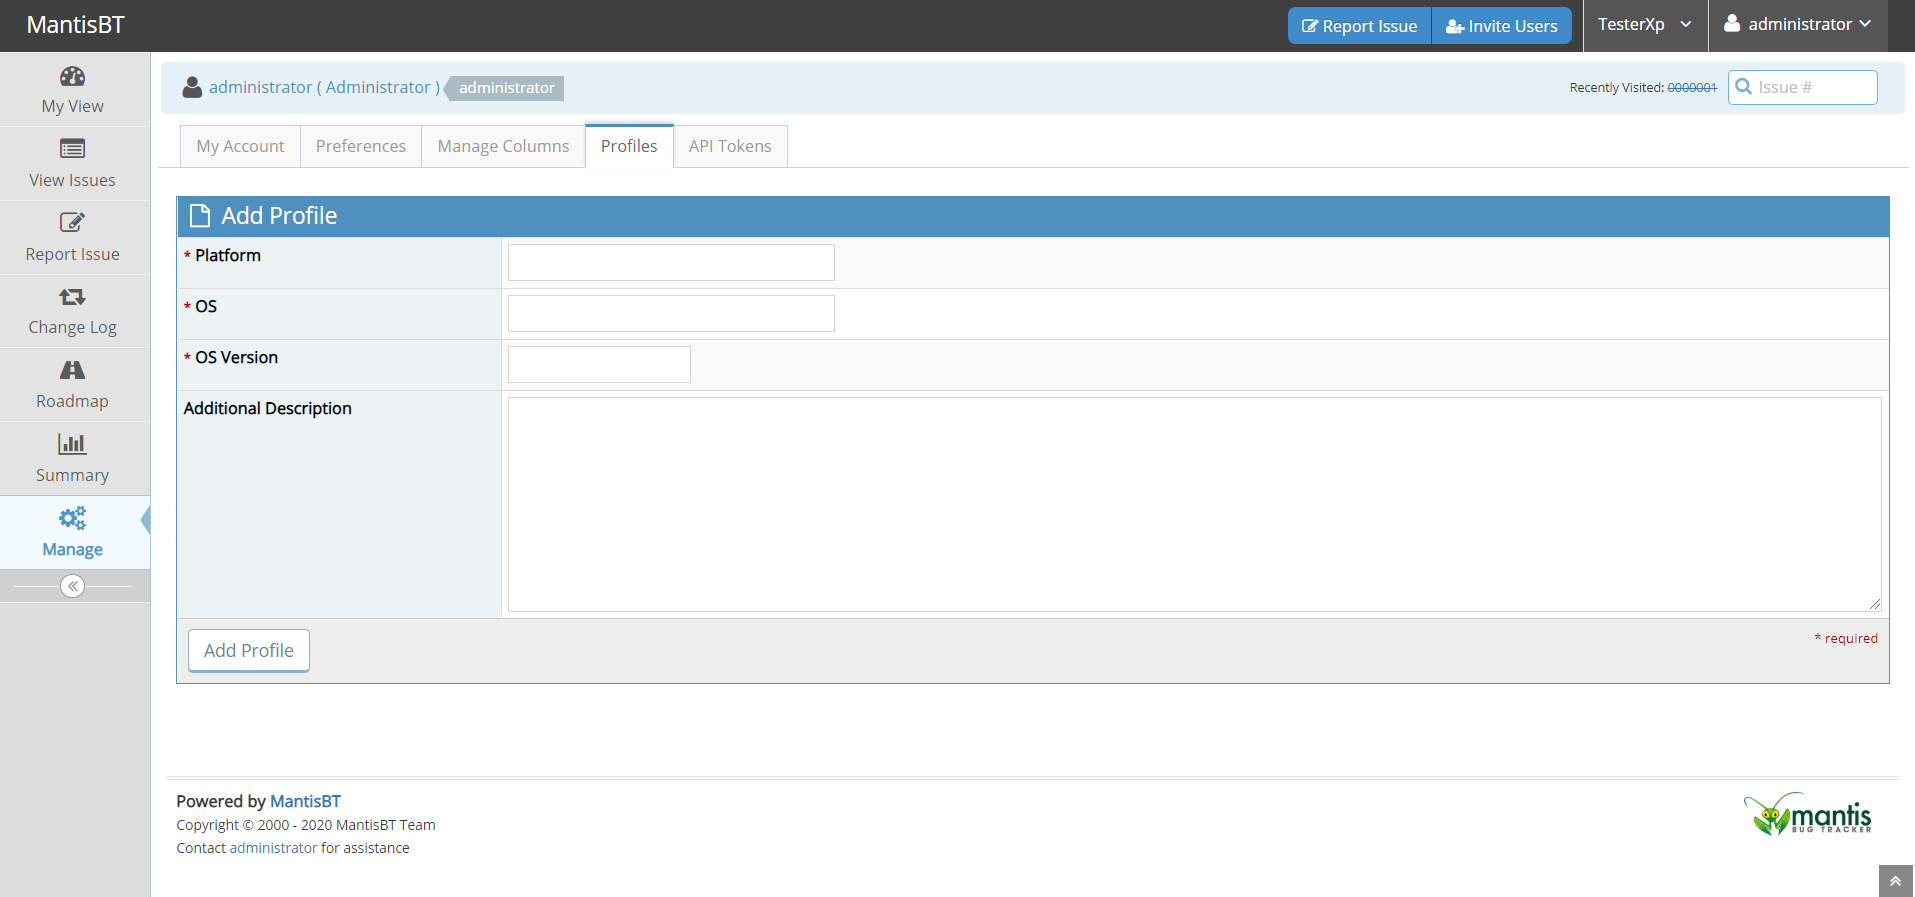 MantisBT
Report Issue
Invite Users
TesterXp
administrator
My View
View Issues
Report Issue
Change Log
Roadmap
Summary
Manage
administrator ( Administrator )
administrator
Recently Visited: 0000001
Issue #
My Account
Preferences
Manage Columns
Profiles
API Tokens
Add Profile
* Platform
* OS
* OS Version
Additional Description
Add Profile
* required
Powered by MantisBT
Copyright © 2000 - 2020 MantisBT Team
Contact administrator for assistance
mantis
BUG TRACKER